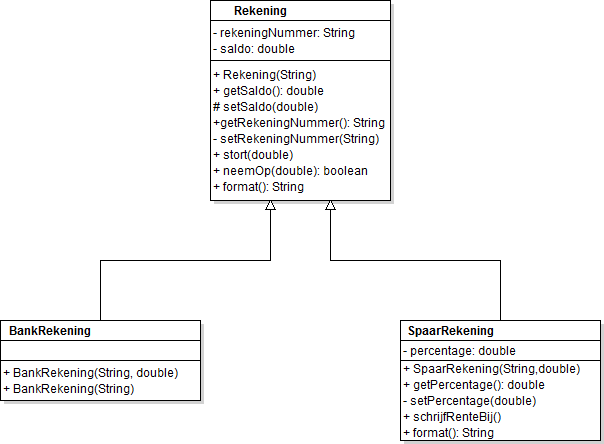 Rekening
- rekeningNummer: String
- saldo: double
+ Rekening(String)
+ getSaldo(): double
# setSaldo(double)
+getRekeningNummer(): String
- setRekeningNummer(String)
+ stort(double)
+ neemOp(double): boolean
+ format(): String
BankRekening
+ BankRekening(String, double)
+ BankRekening(String)
SpaarRekening
- percentage: double
+ SpaarRekening(String,double)
+ getPercentage(): double
- setPercentage(double)
+ schrijfRenteBij()
+ format(): String